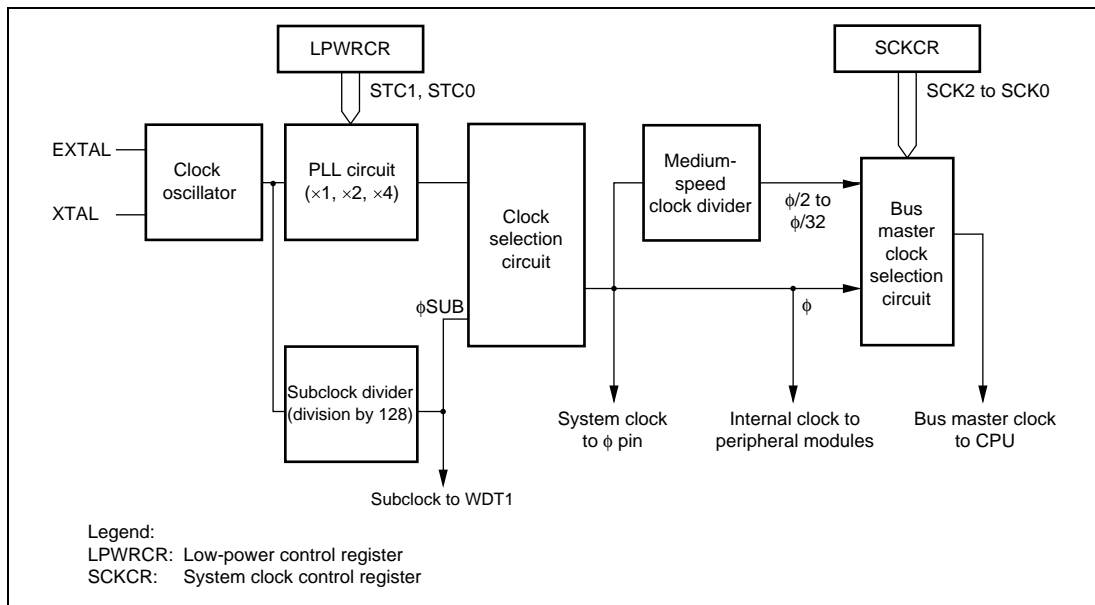 LPWRCR
SCKCR
STC1, STC0
SCK2 to SCK0
EXTAL
XTAL
Clock
oscillator
PLL circuit
(×1, ×2, ×4)
Clock
selection
circuit
Medium-
speed
clock divider
ϕ/2 to
ϕ/32
Bus
master
clock
selection
circuit
ϕSUB
ϕ
Subclock divider
(division by 128)
System clock
to ϕ pin
Internal clock to
peripheral modules
Bus master clock
to CPU
Subclock to WDT1
Legend:
LPWRCR: Low-power control register
SCKCR: System clock control register